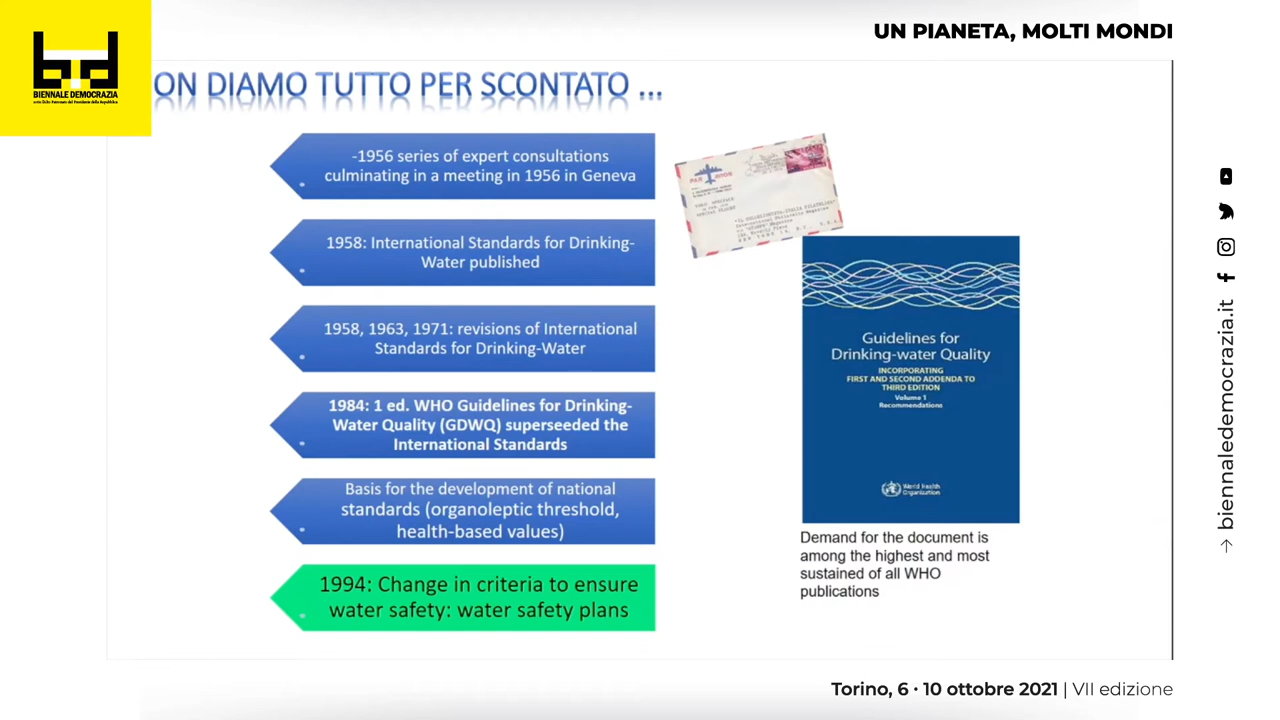 UN PIANETA, MOLTI MONDI
BIENNALE DEMOCRAZIA
ON DIAMO TUTTO PER SCONTATO ...
-1956 series of expert consultations
culminating in a meeting in 1956 in Geneva
1958: International Standards for Drinking-
Water published
1958, 1963, 1971: revisions of International
Standards for Drinking-Water
1984: 1 ed. WHO Guidelines for Drinking-
Water Quality (GDWQ) superseeded the
International Standards
Basis for the development of national
standards (organoleptic threshold,
health-based values)
1994: Change in criteria to ensure
water safety: water safety plans
PAR AVION
Guidelines for
Drinking-water Quality
INCORPORATING
FIRST AND SECOND ADDENDA TO
THIRD EDITION
Volume 1
Recommendations
World Health
Organization
Demand for the document is
among the highest and most
sustained of all WHO
publications
→ biennaledemocrazia.it
Torino, 6 · 10 ottobre 2021 | VII edizione